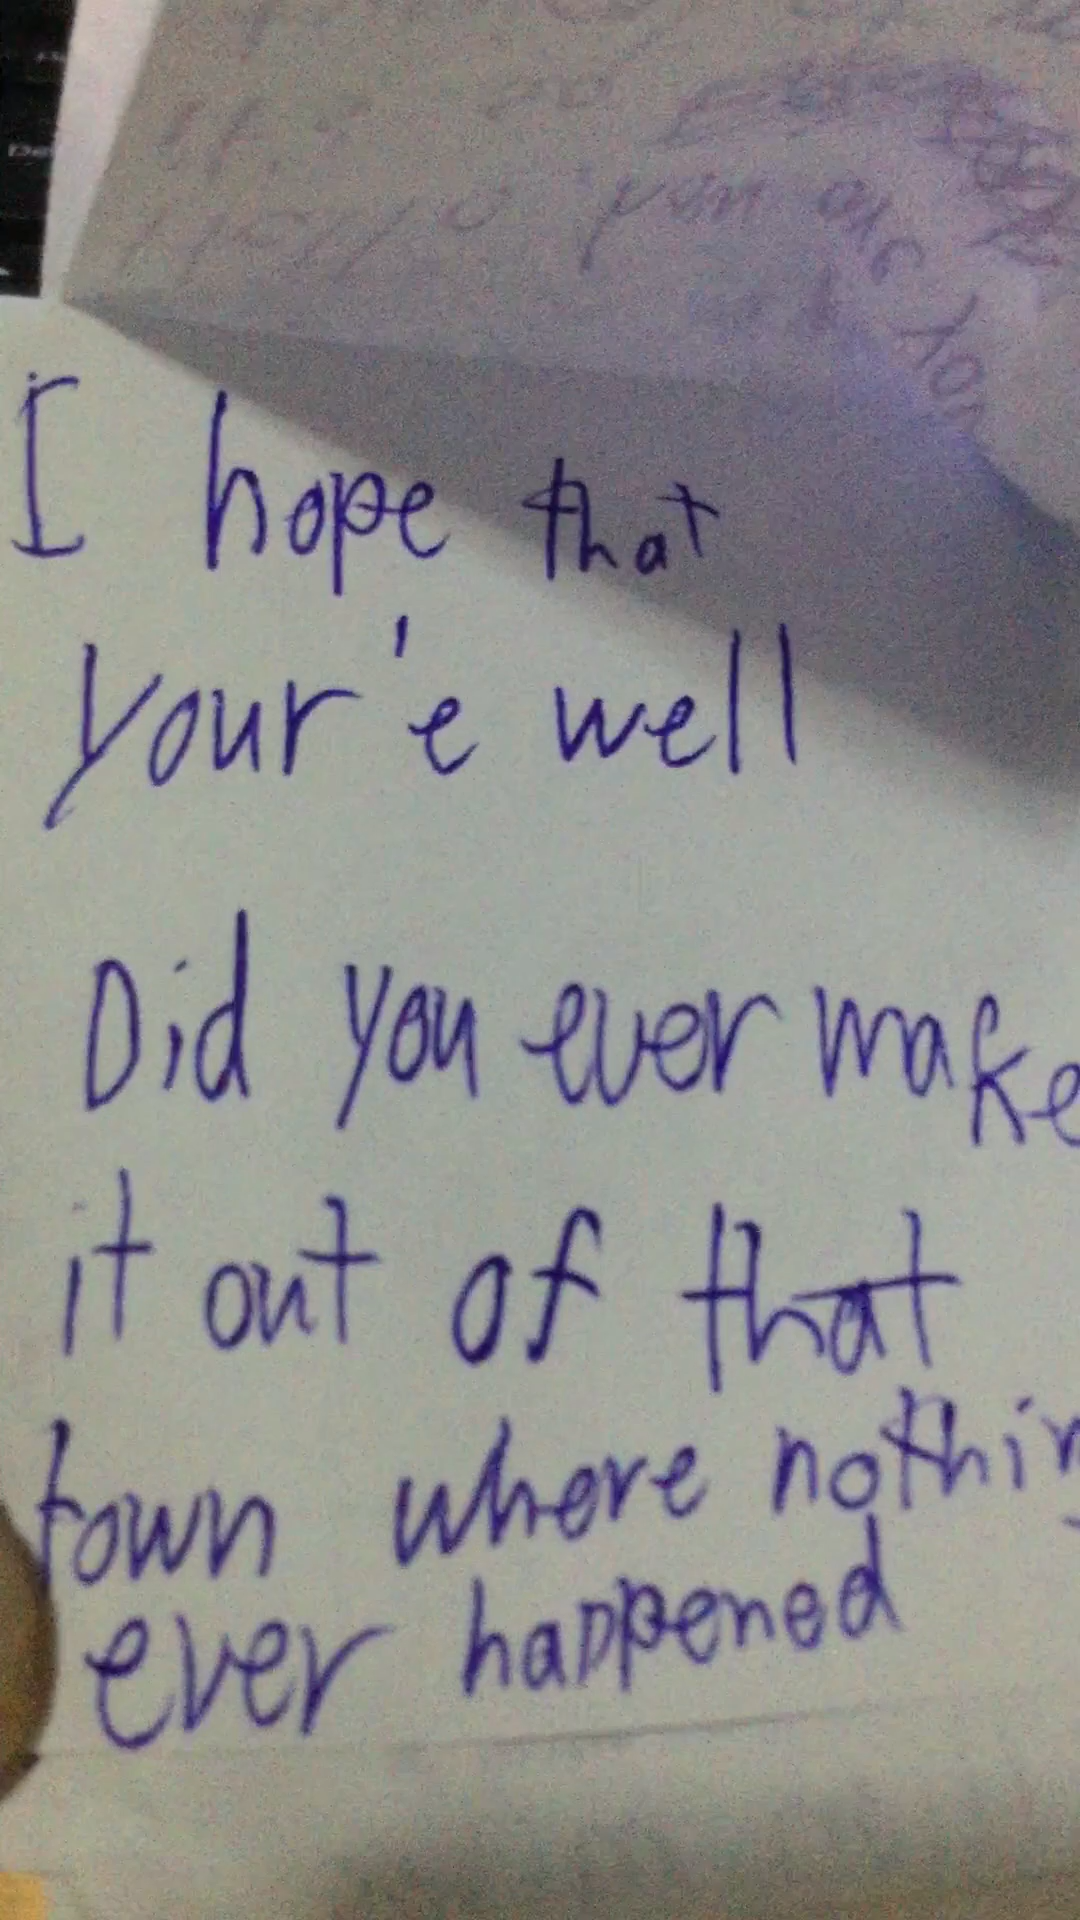 I hope that
your'e well
Did you ever make
it out of that
town where nothin
ever happened